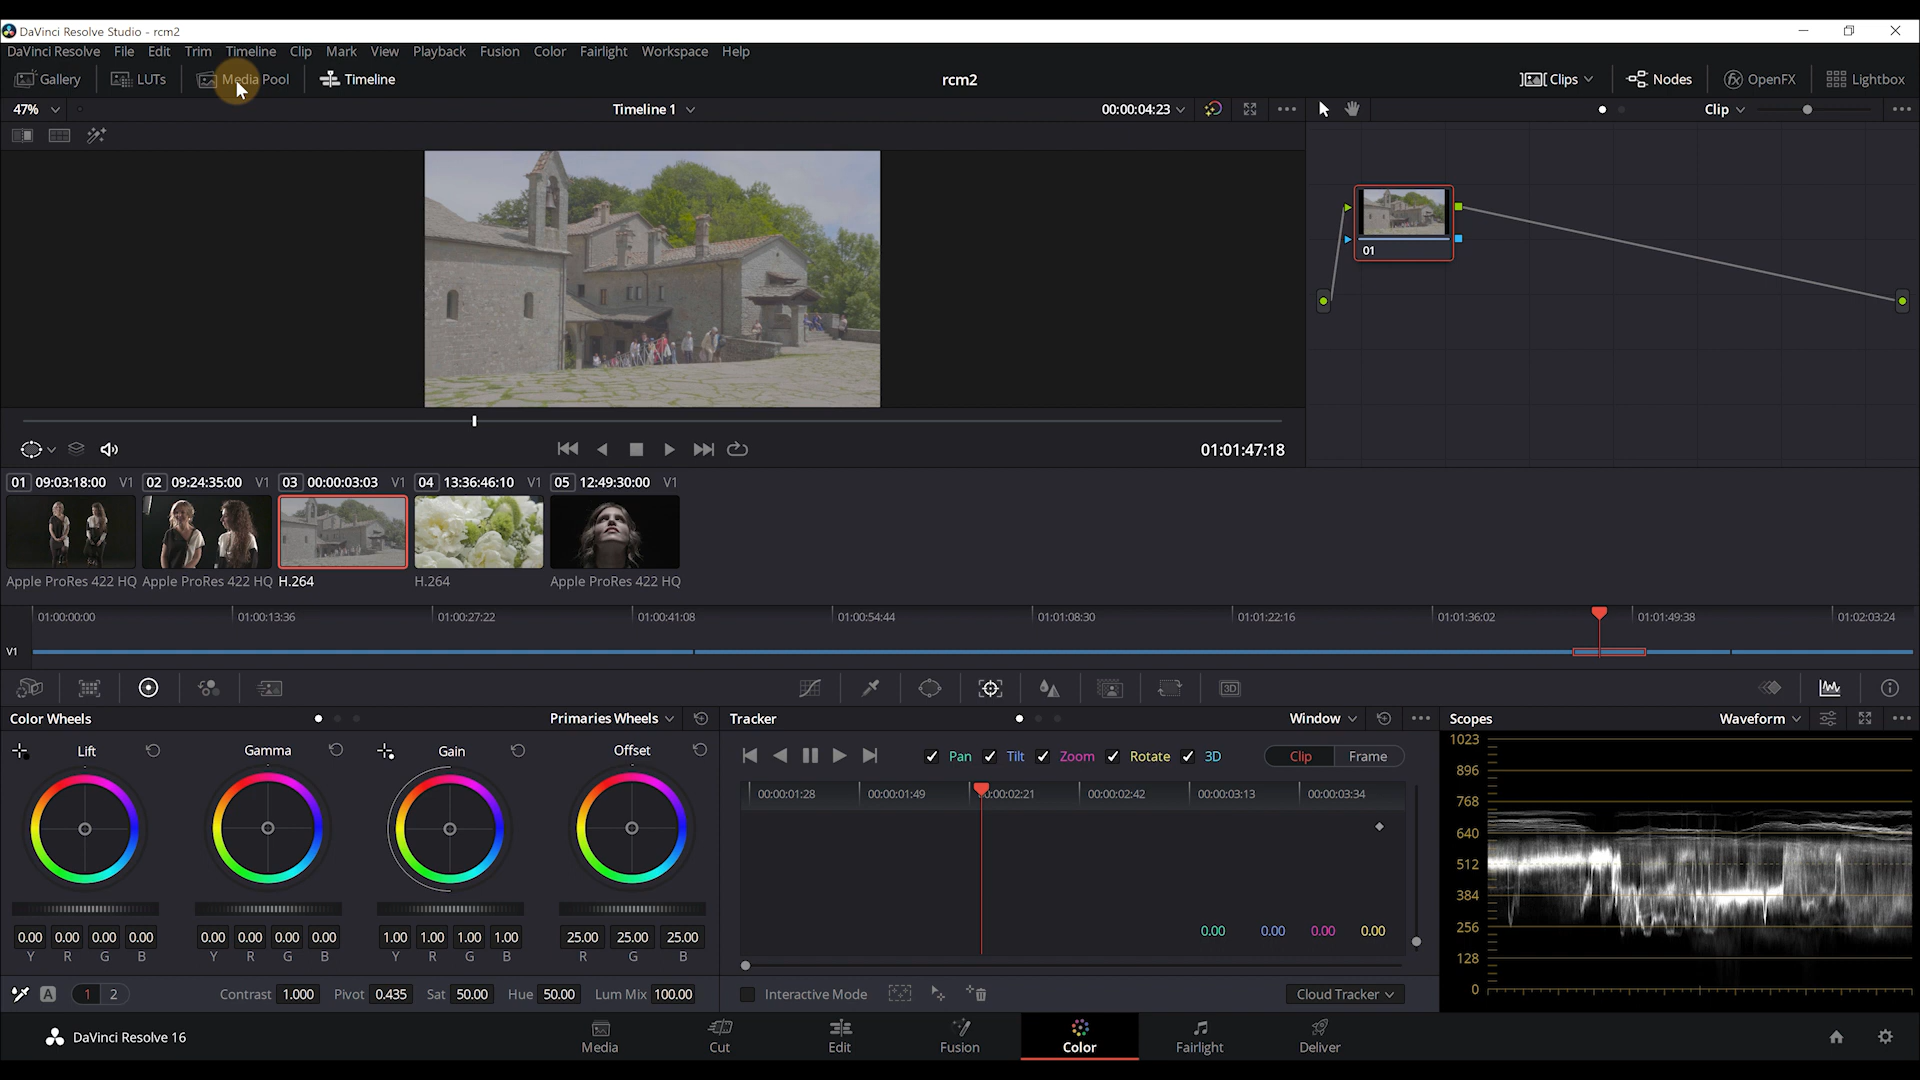 DaVinci Resolve Studio - rcm2
DaVinci Resolve File Edit Trim Timeline Clip Mark View Playback Fusion Color Fairlight Workspace Help
Gallery LUTs Media Pool Timeline rcm2 Clips Nodes OpenFX Lightbox
47% Timeline 1 00:00:04:23 Clip
01
01:01:47:18
01 09:03:18:00 V1 02 09:24:35:00 V1 03 00:00:03:03 V1 04 13:36:46:10 V1 05 12:49:30:00 V1
Apple ProRes 422 HQ Apple ProRes 422 HQ H.264 H.264 Apple ProRes 422 HQ
01:00:00:00 01:00:13:36 01:00:27:22 01:00:41:08 01:00:54:44 01:01:08:30 01:01:22:16 01:01:36:02 01:01:49:38 01:02:03:24
V1
3D
Color Wheels Primaries Wheels Tracker Window Scopes Waveform
Lift Gamma Gain Offset
Pan Tilt Zoom Rotate 3D Clip Frame
00:00:01:28 00:00:01:49 00:00:02:21 00:00:02:42 00:00:03:13 00:00:03:34
1023
896
768
640
512
384
256
128
0
0.00 0.00 0.00 0.00
0.00 0.00 0.00 0.00 0.00 0.00 0.00 0.00 1.00 1.00 1.00 1.00 25.00 25.00 25.00
Y R G B Y R G B Y R G B R G B
A 1 2 Contrast 1.000 Pivot 0.435 Sat 50.00 Hue 50.00 Lum Mix 100.00
Interactive Mode Cloud Tracker
DaVinci Resolve 16 Media Cut Edit Fusion Color Fairlight Deliver